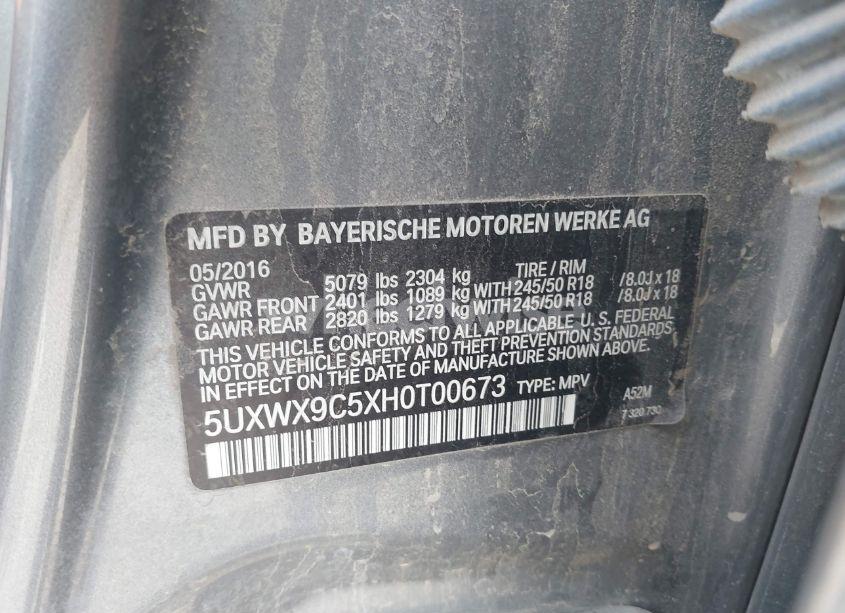 MFD BY BAYERISCHE MOTOREN WERKE AG
05/2016 TIRE / RIM
GVWR 5079 lbs 2304 kg
GAWR FRONT 2401 lbs 1089 kg WITH 245/50 R18 /8.0J x 18
GAWR REAR 2820 lbs 1279 kg WITH 245/50 R18 /8.0J x 18
THIS VEHICLE CONFORMS TO ALL APPLICABLE U.S. FEDERAL
MOTOR VEHICLE SAFETY AND THEFT PREVENTION STANDARDS
IN EFFECT ON THE DATE OF MANUFACTURE SHOWN ABOVE.
5UXWX9C5XH0T00673 TYPE: MPV A52M
7 320 730